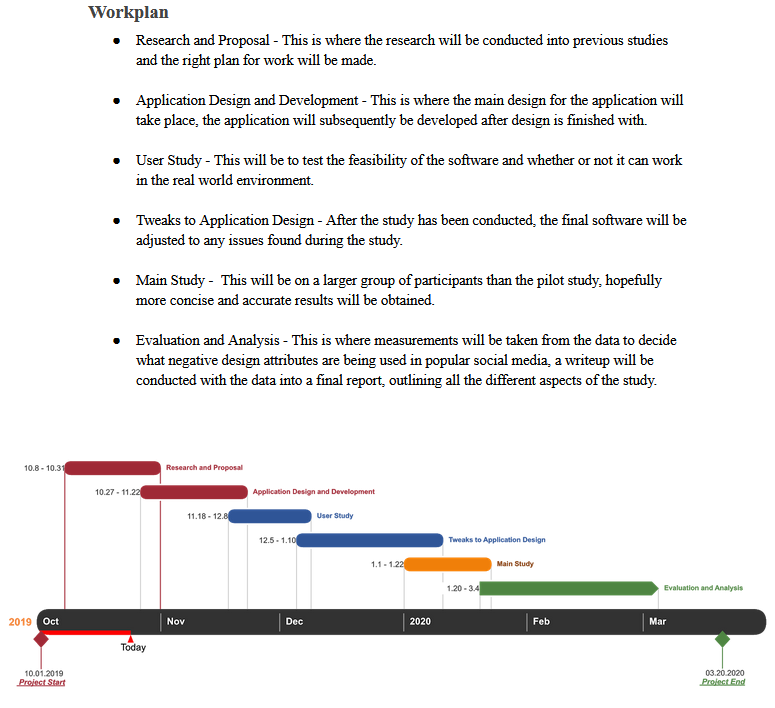 Workplan
● Research and Proposal - This is where the research will be conducted into previous studies
and the right plan for work will be made.
● Application Design and Development - This is where the main design for the application will
take place, the application will subsequently be developed after design is finished with.
● User Study - This will be to test the feasibility of the software and whether or not it can work
in the real world environment.
● Tweaks to Application Design - After the study has been conducted, the final software will be
adjusted to any issues found during the study.
● Main Study -  This will be on a larger group of participants than the pilot study, hopefully
more concise and accurate results will be obtained.
● Evaluation and Analysis - This is where measurements will be taken from the data to decide
what negative design attributes are being used in popular social media, a writeup will be
conducted with the data into a final report, outlining all the different aspects of the study.
10.8 - 10.31 Research and Proposal
10.27 - 11.22 Application Design and Development
11.18 - 12.8 User Study
12.5 - 1.10 Tweaks to Application Design
1.1 - 1.22 Main Study
1.20 - 3.4 Evaluation and Analysis
2019 Oct Nov Dec 2020 Feb Mar
Today
10.01.2019 03.20.2020
Project Start Project End